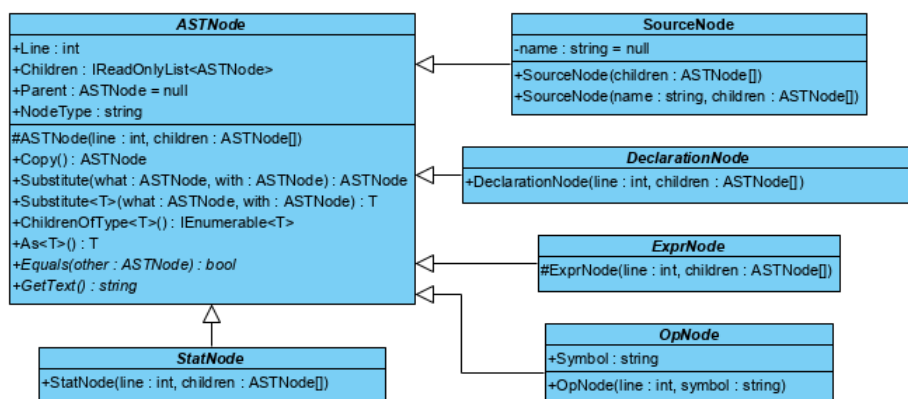 ASTNode
+Line : int
+Children : IReadOnlyList<ASTNode>
+Parent : ASTNode = null
+NodeType : string
#ASTNode(line : int, children : ASTNode[])
+Copy() : ASTNode
+Substitute(what : ASTNode, with : ASTNode) : ASTNode
+Substitute<T>(what : ASTNode, with : ASTNode) : T
+ChildrenOfType<T>() : IEnumerable<T>
+As<T>() : T
+Equals(other : ASTNode) : bool
+GetText() : string
SourceNode
-name : string = null
+SourceNode(children : ASTNode[])
+SourceNode(name : string, children : ASTNode[])
DeclarationNode
+DeclarationNode(line : int, children : ASTNode[])
ExprNode
#ExprNode(line : int, children : ASTNode[])
OpNode
+Symbol : string
+OpNode(line : int, symbol : string)
StatNode
+StatNode(line : int, children : ASTNode[])